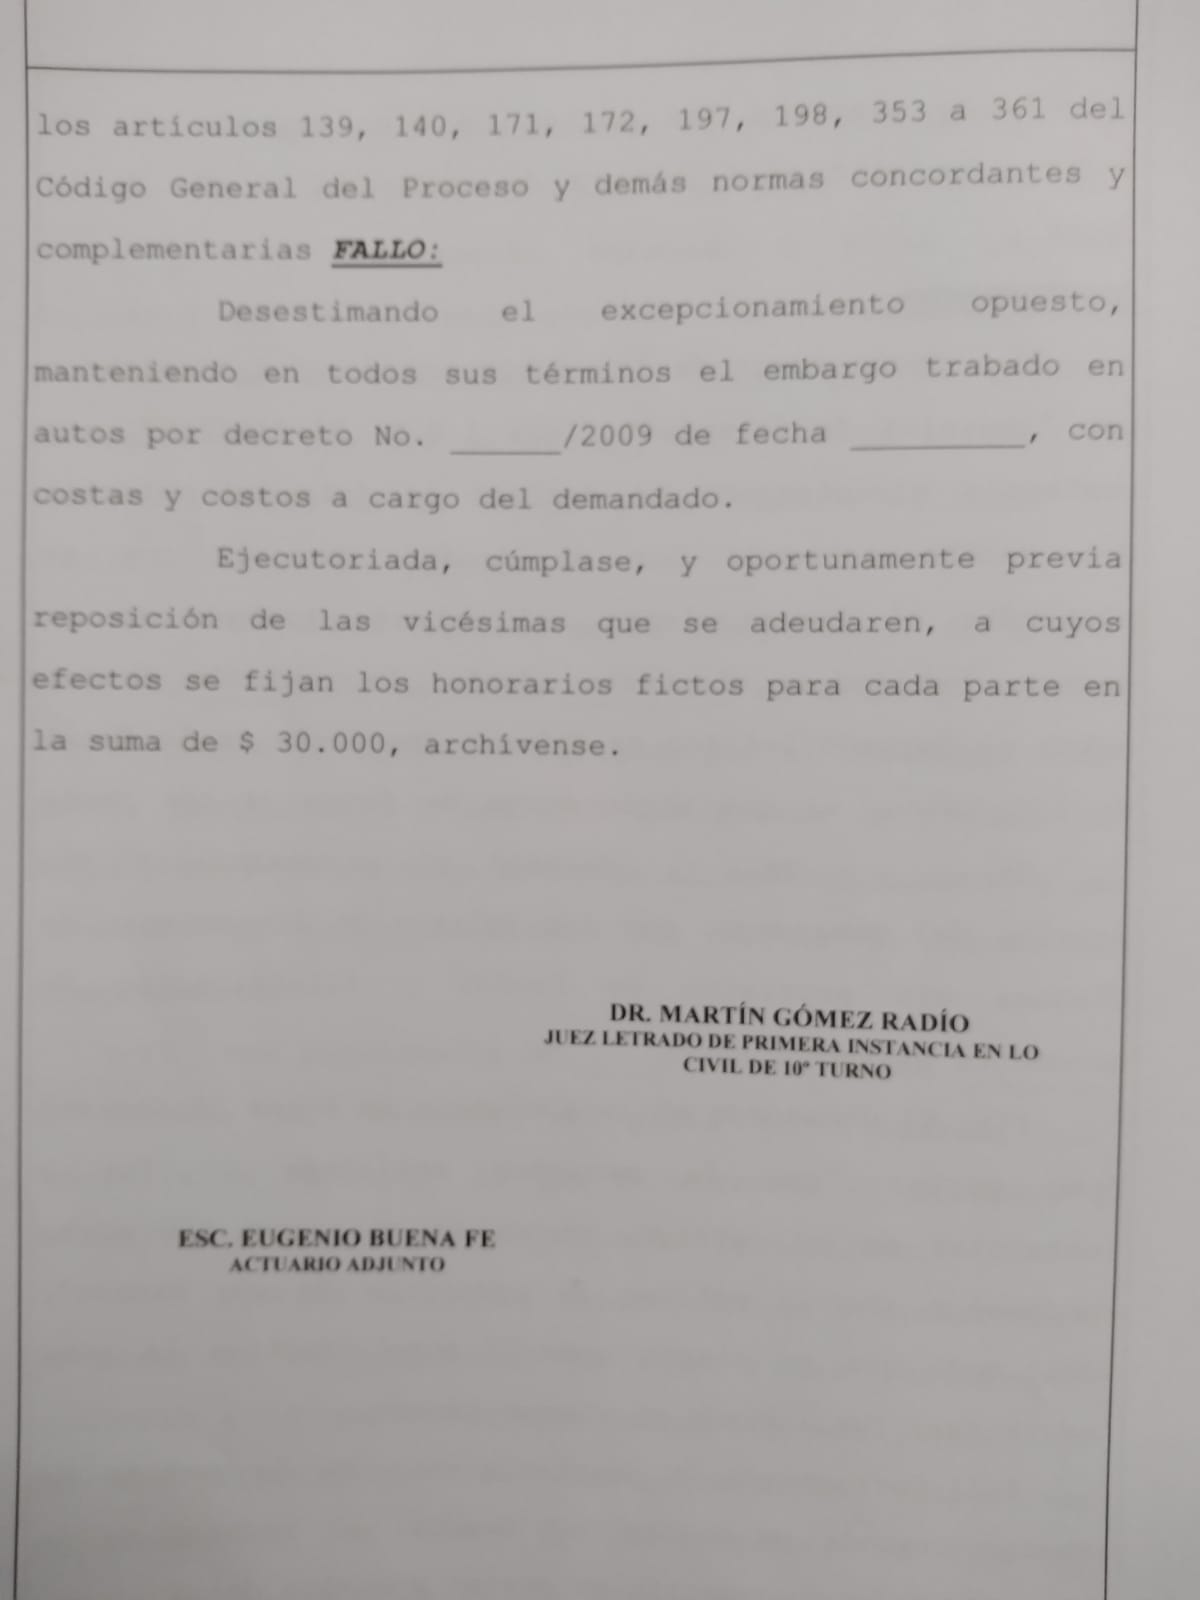 los artículos 139, 140, 171, 172, 197, 198, 353 a 361 del
Código General del Proceso y demás normas concordantes y
complementarias FALLO:
Desestimando el excepcionamiento opuesto,
manteniendo en todos sus términos el embargo trabado en
autos por decreto No. ______/2009 de fecha __________, con
costas y costos a cargo del demandado.
Ejecutoriada, cúmplase, y oportunamente previa
reposición de las vicésimas que se adeudaren, a cuyos
efectos se fijan los honorarios fictos para cada parte en
la suma de $ 30.000, archívense.
DR. MARTÍN GÓMEZ RADÍO
JUEZ LETRADO DE PRIMERA INSTANCIA EN LO
CIVIL DE 10º TURNO
ESC. EUGENIO BUENA FE
ACTUARIO ADJUNTO